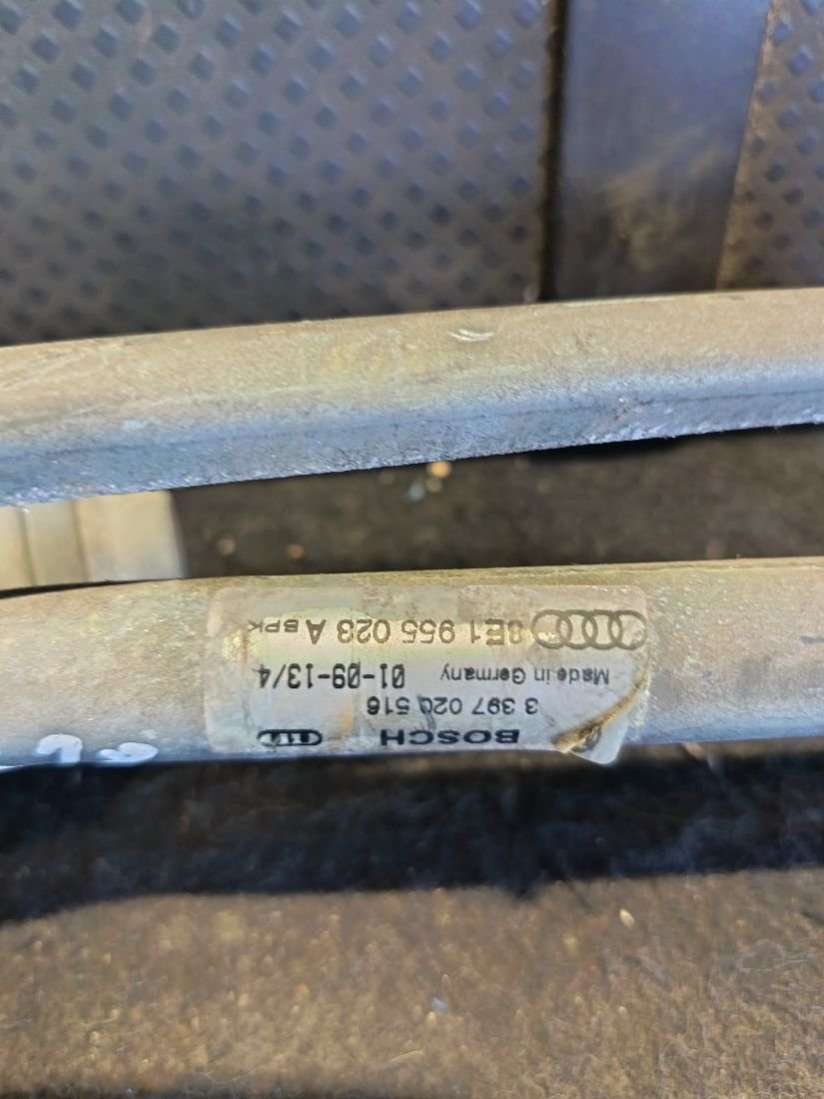 BOSCH
3 397 020 516
Made in Germany 01-09-13/4
8E1 955 023 A BPK